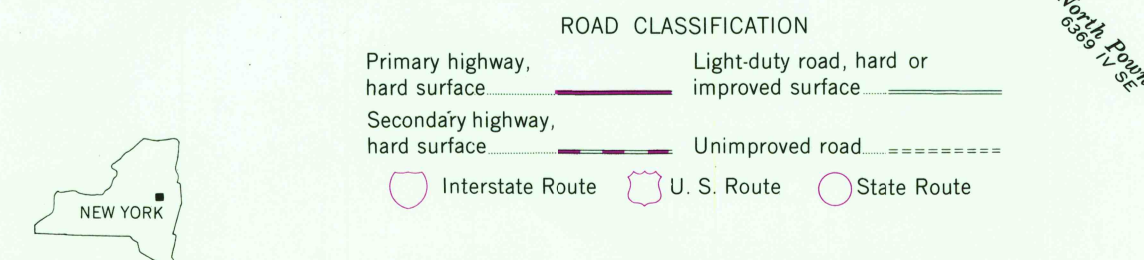 ROAD CLASSIFICATION
Primary highway,
hard surface
Light-duty road, hard or
improved surface
Secondary highway,
hard surface
Unimproved road
Interstate Route
U. S. Route
State Route
NEW YORK
North Pown
6369 IV SE